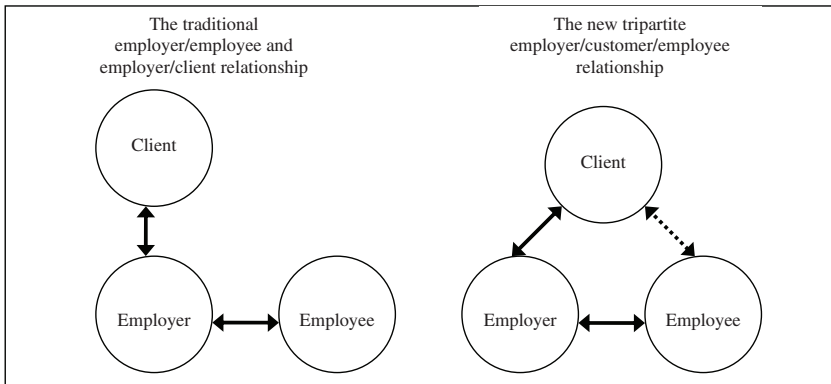 The traditional
employer/employee and
employer/client relationship
Client
Employer
Employee
The new tripartite
employer/customer/employee
relationship
Client
Employer
Employee